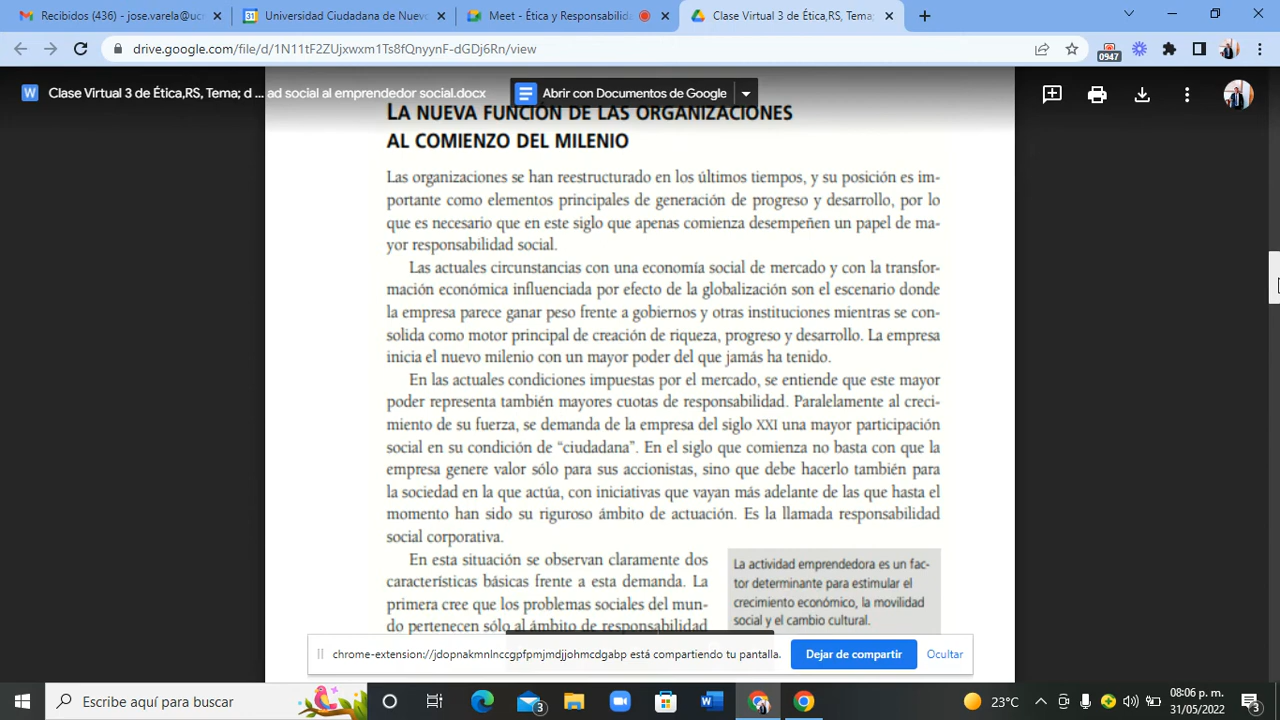 Recibidos (436) - jose.varela@ucr
31
Universidad Ciudadana de Nuevo
Meet - Ética y Responsabilid
Clase Virtual 3 de Ética,RS, Tema;
drive.google.com/file/d/1N11tF2ZUjxwxm1Ts8fQnyynF-dGDj6Rn/view
0947
W
Clase Virtual 3 de Ética,RS, Tema; d ... ad social al emprendedor social.docx
Abrir con Documentos de Google
LA NUEVA FUNCIÓN DE LAS ORGANIZACIONES
AL COMIENZO DEL MILENIO
Las organizaciones se han reestructurado en los últimos tiempos, y su posición es im-
portante como elementos principales de generación de progreso y desarrollo, por lo
que es necesario que en este siglo que apenas comienza desempeñen un papel de ma-
yor responsabilidad social.
Las actuales circunstancias con una economía social de mercado y con la transfor-
mación económica influenciada por efecto de la globalización son el escenario donde
la empresa parece ganar peso frente a gobiernos y otras instituciones mientras se con-
solida como motor principal de creación de riqueza, progreso y desarrollo. La empresa
inicia el nuevo milenio con un mayor poder del que jamás ha tenido.
En las actuales condiciones impuestas por el mercado, se entiende que este mayor
poder representa también mayores cuotas de responsabilidad. Paralelamente al creci-
miento de su fuerza, se demanda de la empresa del siglo XXI una mayor participación
social en su condición de “ciudadana”. En el siglo que comienza no basta con que la
empresa genere valor sólo para sus accionistas, sino que debe hacerlo también para
la sociedad en la que actúa, con iniciativas que vayan más adelante de las que hasta el
momento han sido su riguroso ámbito de actuación. Es la llamada responsabilidad
social corporativa.
En esta situación se observan claramente dos
características básicas frente a esta demanda. La
primera cree que los problemas sociales del mun-
do pertenecen sólo al ámbito de responsabilidad
La actividad emprendedora es un fac-
tor determinante para estimular el
crecimiento económico, la movilidad
social y el cambio cultural.
chrome-extension://jdopnakmnlnccgpfpmjmdjjohmcdgabp está compartiendo tu pantalla.
Dejar de compartir
Ocultar
Escribe aquí para buscar
3
W
23°C
08:06 p. m.
31/05/2022
3